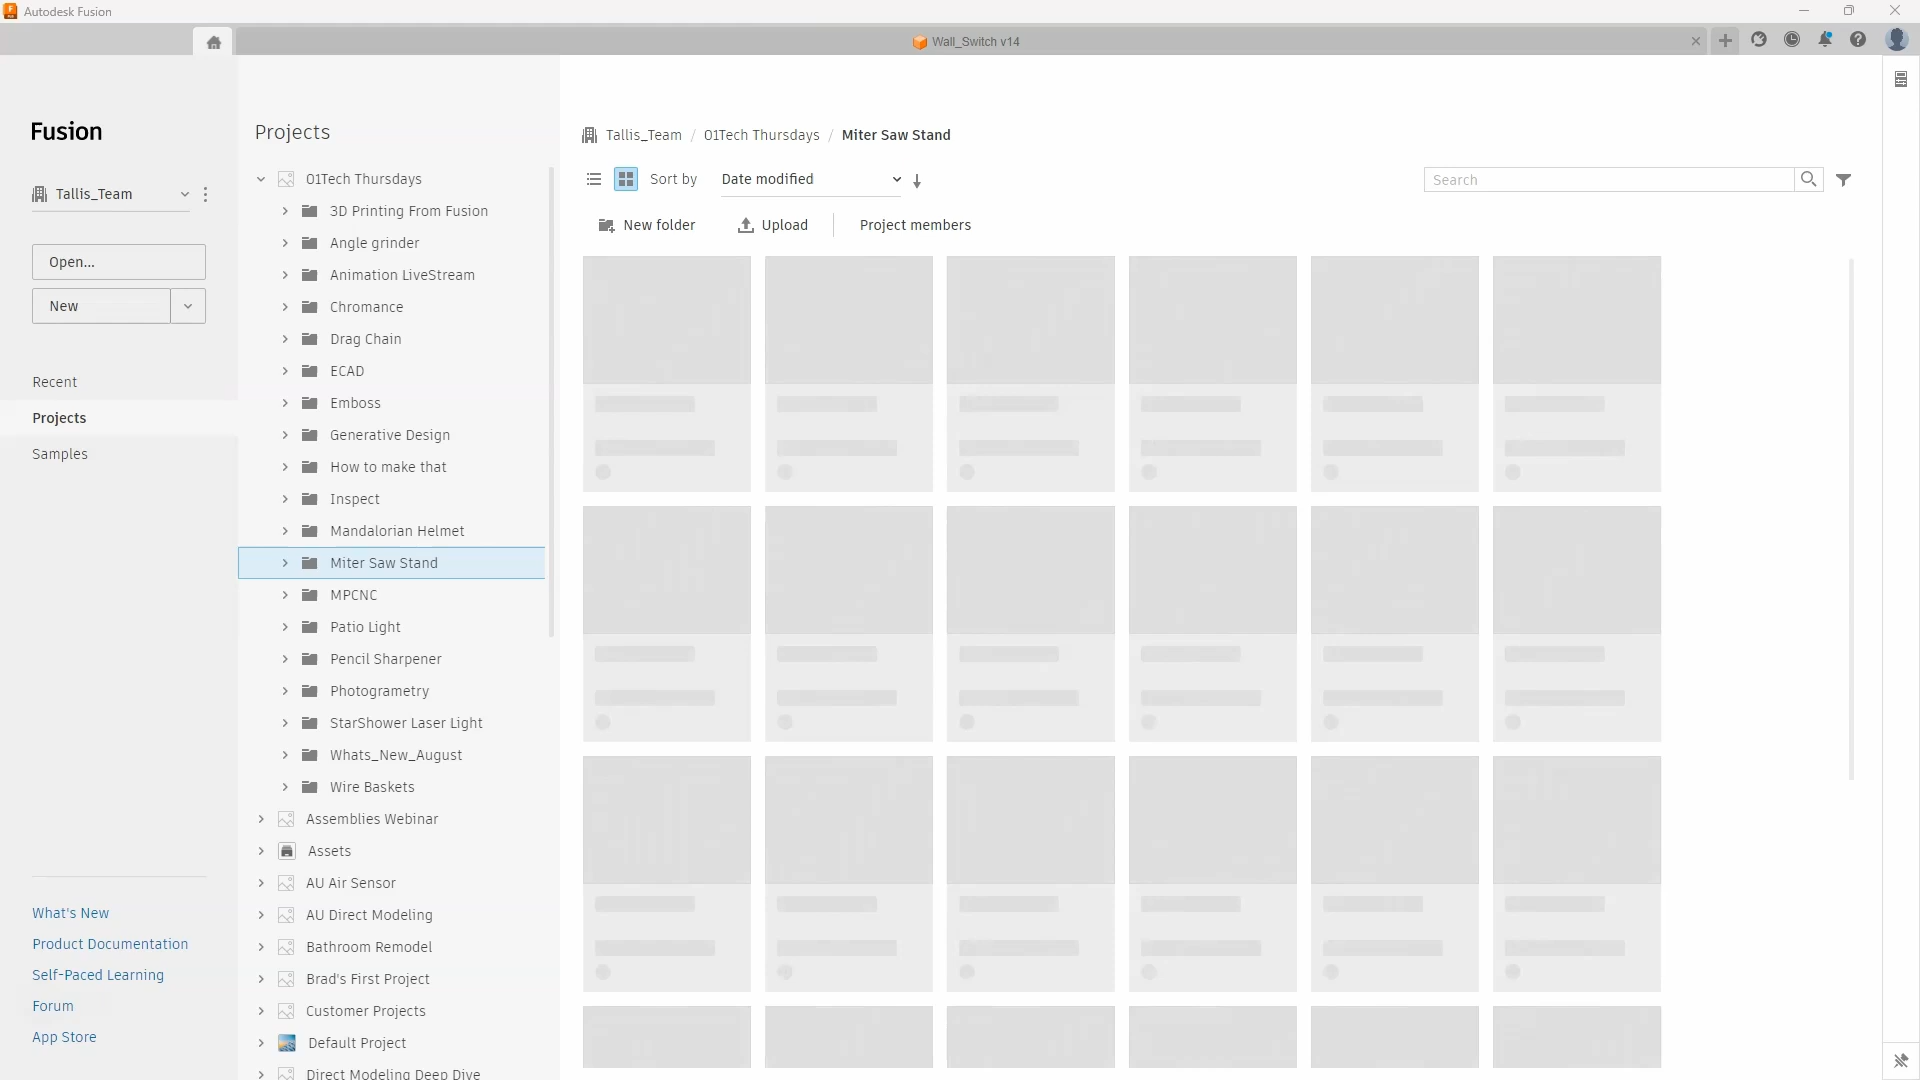 Autodesk Fusion
Wall_Switch v14
Fusion
Tallis_Team
Open...
New
Recent
Projects
Samples
What's New
Product Documentation
Self-Paced Learning
Forum
App Store
Projects
01Tech Thursdays
3D Printing From Fusion
Angle grinder
Animation LiveStream
Chromance
Drag Chain
ECAD
Emboss
Generative Design
How to make that
Inspect
Mandalorian Helmet
Miter Saw Stand
MPCNC
Patio Light
Pencil Sharpener
Photogrametry
StarShower Laser Light
Whats_New_August
Wire Baskets
Assemblies Webinar
Assets
AU Air Sensor
AU Direct Modeling
Bathroom Remodel
Brad's First Project
Customer Projects
Default Project
Direct Modeling Deep Dive
Tallis_Team / 01Tech Thursdays / Miter Saw Stand
Sort by Date modified
Search
New folder Upload Project members